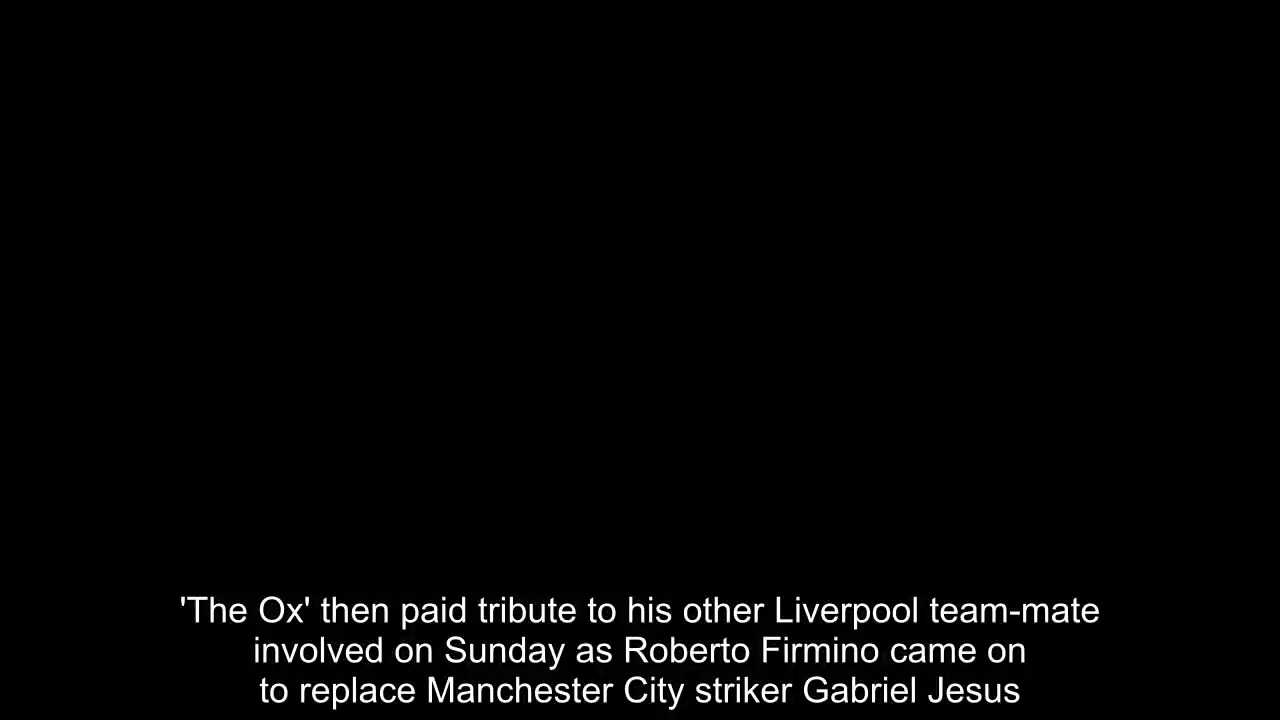 'The Ox' then paid tribute to his other Liverpool team-mate
involved on Sunday as Roberto Firmino came on
to replace Manchester City striker Gabriel Jesus